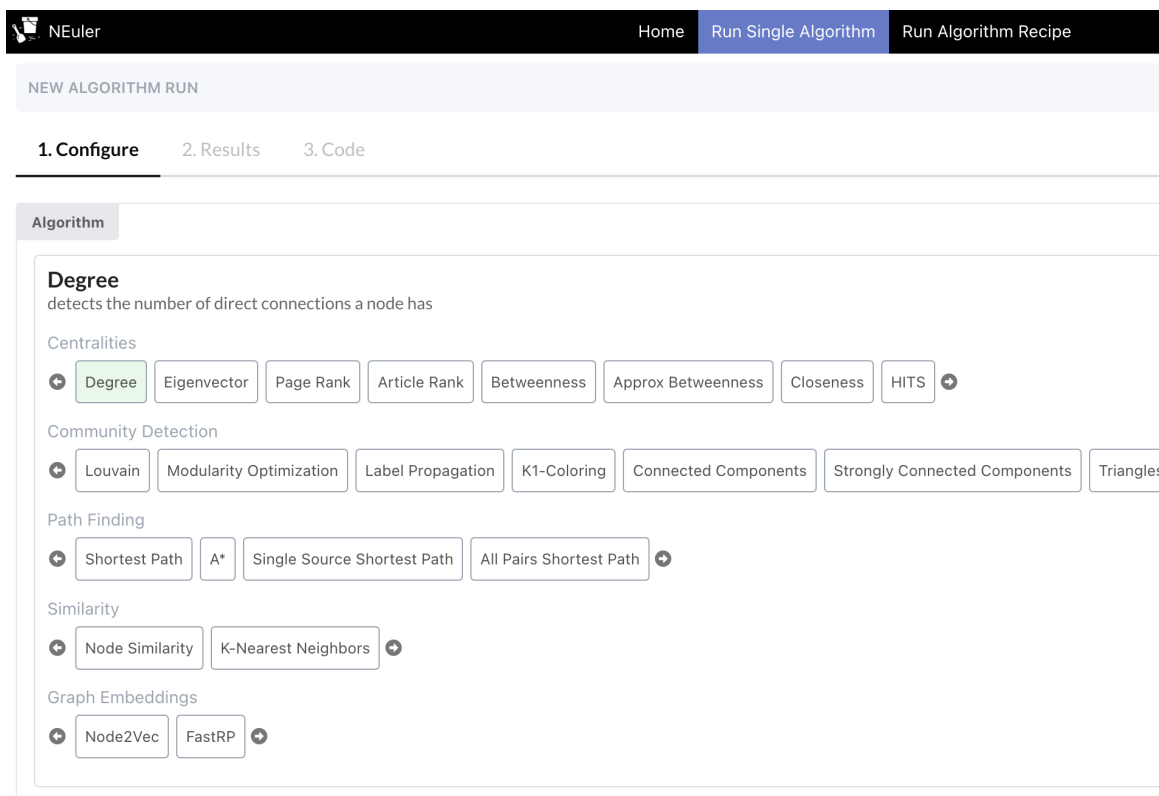 NEuler Home Run Single Algorithm Run Algorithm Recipe
NEW ALGORITHM RUN
1. Configure 2. Results 3. Code
Algorithm
Degree
detects the number of direct connections a node has
Centralities
Degree Eigenvector Page Rank Article Rank Betweenness Approx Betweenness Closeness HITS
Community Detection
Louvain Modularity Optimization Label Propagation K1-Coloring Connected Components Strongly Connected Components Triangles
Path Finding
Shortest Path A* Single Source Shortest Path All Pairs Shortest Path
Similarity
Node Similarity K-Nearest Neighbors
Graph Embeddings
Node2Vec FastRP